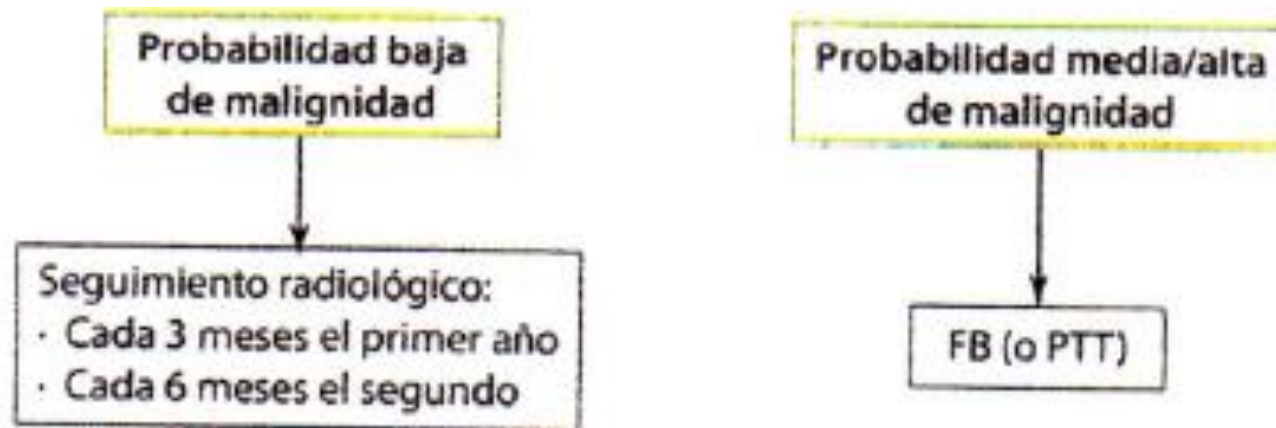 Probabilidad baja
de malignidad
Seguimiento radiológico:
· Cada 3 meses el primer año
· Cada 6 meses el segundo
Probabilidad media/alta
de malignidad
FB (o PTT)